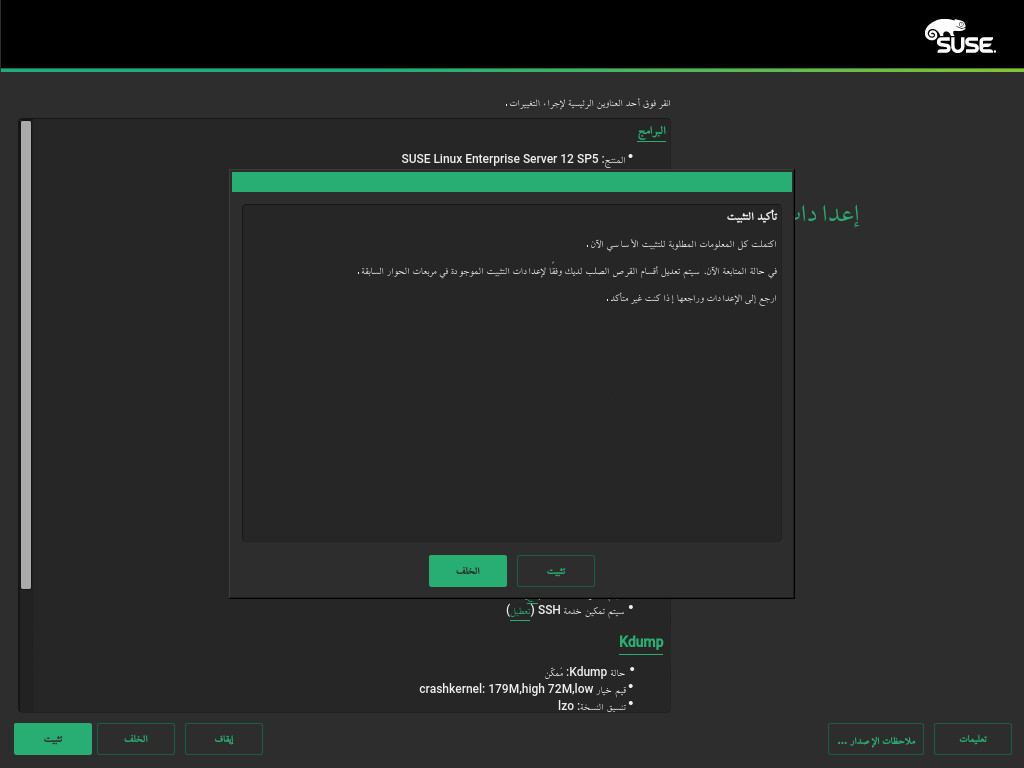 SUSE.
انقر فوق أحد العناوين الرئيسية لإجراء التغييرات.
البرامج
المنتج: SUSE Linux Enterprise Server 12 SP5
إعدادات
تأكيد التثبيت
اكتملت كل المعلومات المطلوبة للتثبيت الأساسي الآن.
في حالة المتابعة الآن. سيتم تعديل أقسام القرص الصلب لديك وفقًا لإعدادات التثبيت الموجودة في مربعات الحوار السابقة.
ارجع إلى الإعدادات وراجعها إذا كنت غير متأكد.
تثبيت
الخلف
سيتم تمكين خدمة SSH (تعطيل)
Kdump
حالة Kdump: مُمكّن
قيم خيار crashkernel: 179M,high 72M,low
تنسيق النسخة: lzo
تعليمات
ملاحظات الإصدار ...
إيقاف
الخلف
تثبيت